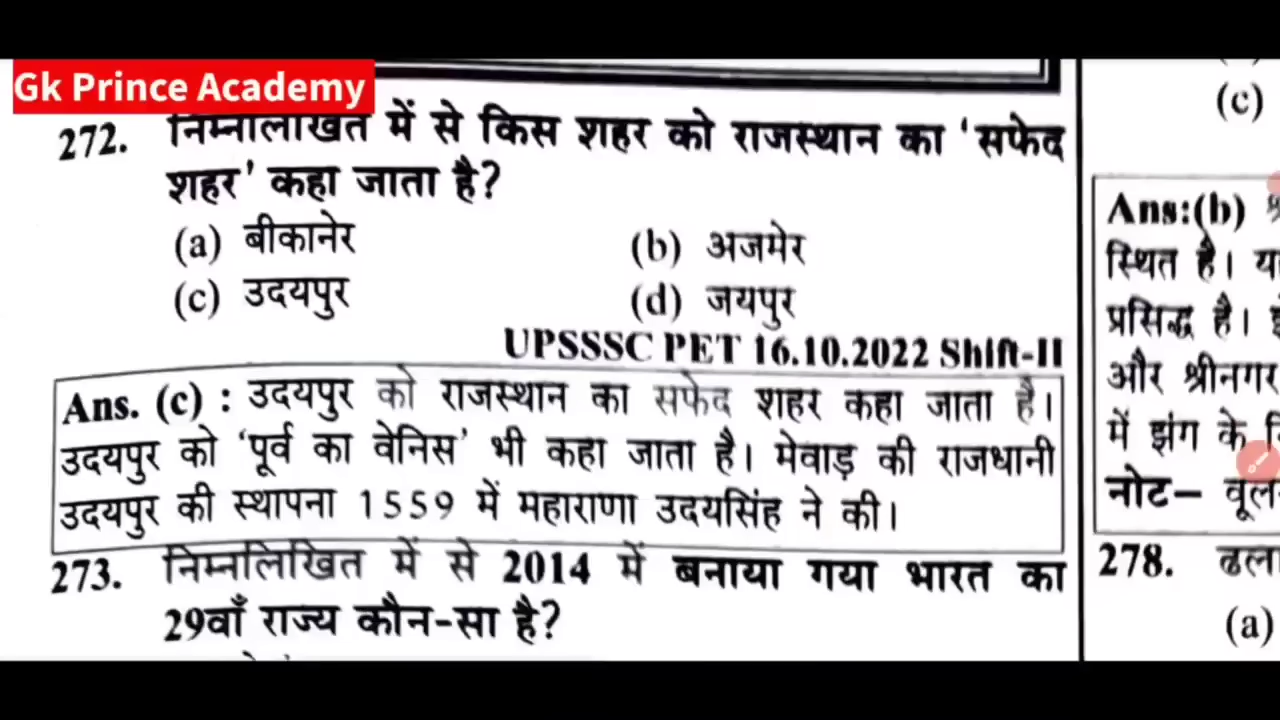 Gk Prince Academy
272. निम्नलिखित में से किस शहर को राजस्थान का 'सफेद
शहर' कहा जाता है?
(a) बीकानेर (b) अजमेर
(c) उदयपुर (d) जयपुर
UPSSSC PET 16.10.2022 Shift-II
Ans. (c) : उदयपुर को राजस्थान का सफेद शहर कहा जाता है।
उदयपुर को 'पूर्व का वेनिस' भी कहा जाता है। मेवाड़ की राजधानी
उदयपुर की स्थापना 1559 में महाराणा उदयसिंह ने की।
273. निम्नलिखित में से 2014 में बनाया गया भारत का
29वाँ राज्य कौन-सा है?
(c)
Ans:(b)
स्थित है।
प्रसिद्ध है।
और श्रीनगर
में झंग के
नोट–
278.
(a)